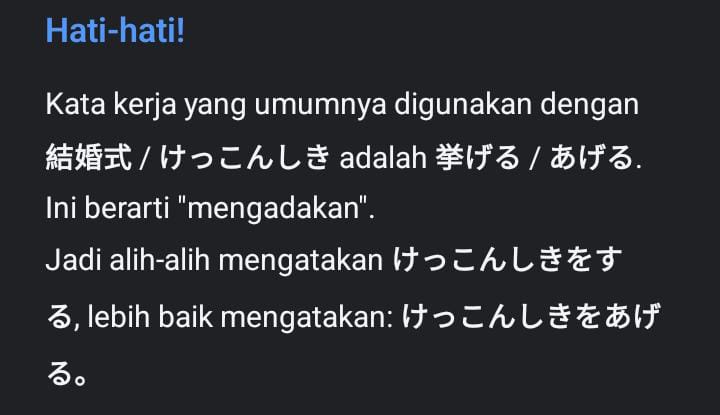 Hati-hati!
Kata kerja yang umumnya digunakan dengan
結婚式 / けっこんしき adalah 挙げる / あげる.
Ini berarti "mengadakan".
Jadi alih-alih mengatakan けっこんしきをす
る, lebih baik mengatakan: けっこんしきをあげ
る。